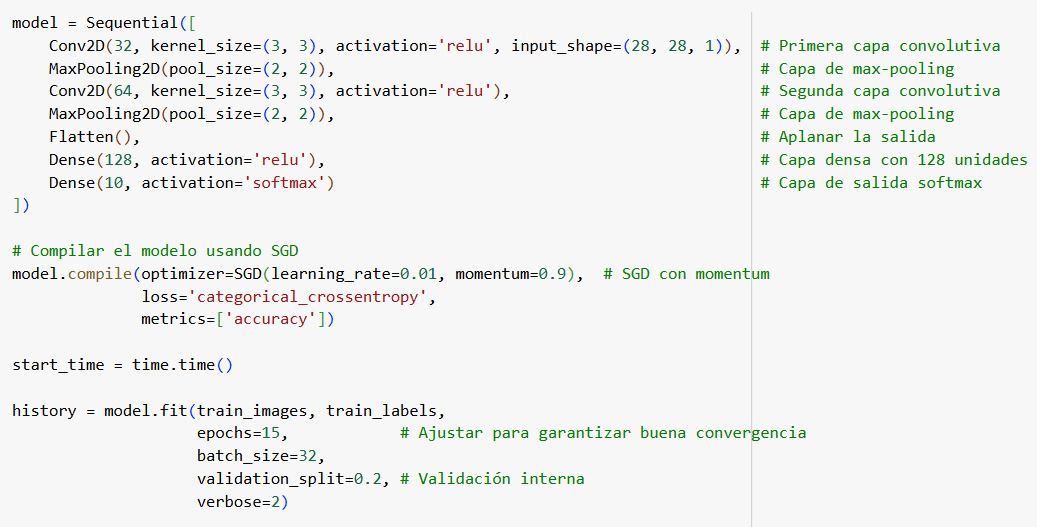 model = Sequential([
    Conv2D(32, kernel_size=(3, 3), activation='relu', input_shape=(28, 28, 1)),  # Primera capa convolutiva
    MaxPooling2D(pool_size=(2, 2)),                                              # Capa de max-pooling
    Conv2D(64, kernel_size=(3, 3), activation='relu'),                           # Segunda capa convolutiva
    MaxPooling2D(pool_size=(2, 2)),                                              # Capa de max-pooling
    Flatten(),                                                                   # Aplanar la salida
    Dense(128, activation='relu'),                                               # Capa densa con 128 unidades
    Dense(10, activation='softmax')                                              # Capa de salida softmax
])

# Compilar el modelo usando SGD
model.compile(optimizer=SGD(learning_rate=0.01, momentum=0.9),  # SGD con momentum
              loss='categorical_crossentropy',
              metrics=['accuracy'])

start_time = time.time()

history = model.fit(train_images, train_labels,
                    epochs=15,            # Ajustar para garantizar buena convergencia
                    batch_size=32,
                    validation_split=0.2, # Validación interna
                    verbose=2)